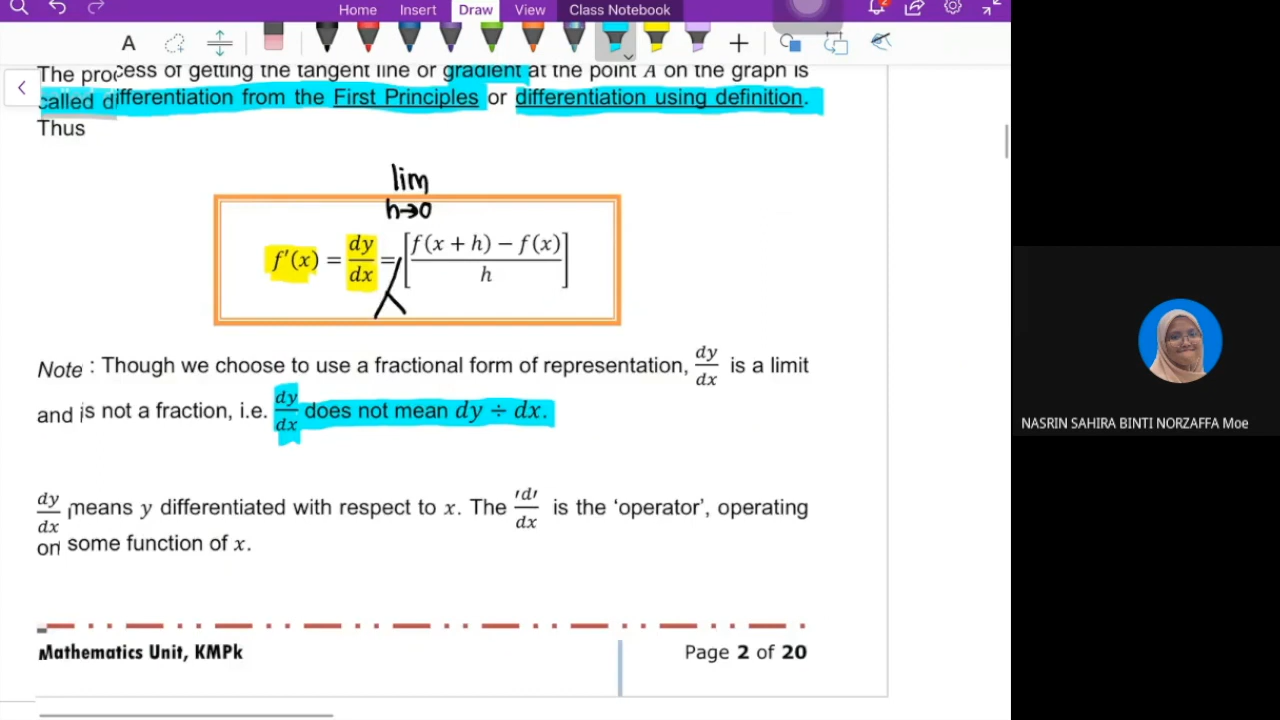 Home Insert Draw View Class Notebook
2
A
The process of getting the tangent line or gradient at the point A on the graph is
called differentiation from the First Principles or differentiation using definition.
Thus
lim
h→0
f′(x) = dy/dx = [f(x + h) − f(x)/h]
Note : Though we choose to use a fractional form of representation, dy/dx is a limit
and is not a fraction, i.e. dy/dx does not mean dy ÷ dx.
dy/dx means y differentiated with respect to x. The ′d′/dx is the ‘operator’, operating
on some function of x.
Mathematics Unit, KMPk
Page 2 of 20
NASRIN SAHIRA BINTI NORZAFFA Moe